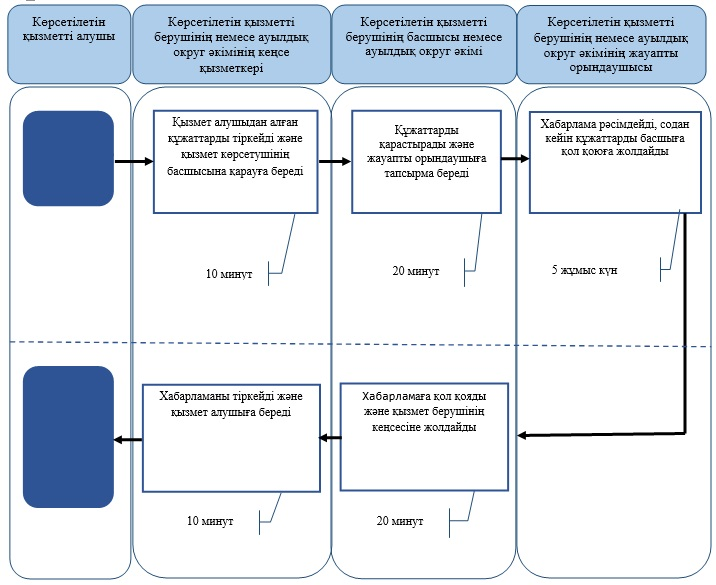 Көрсетілетін
қызметті алушы
Көрсетілетін қызметті
берушінің немесе ауылдық
округ әкімінің кеңсе
қызметкері
Көрсетілетін қызметті
берушінің басшысы немесе
ауылдық округ әкімі
Көрсетілетін қызметті
берушінің немесе ауылдық
округ әкімінің жауапты
орындаушысы
Қызмет алушыдан алған
құжаттарды тіркейді және
қызмет көрсетушінің
басшысына қарауға береді
Құжаттарды
қарастырады және
жауапты орындаушыға
тапсырма береді
Хабарлама рәсімдейді, содан
кейін құжаттарды басшыға
қол қоюға жолдайды
10 минут
20 минут
5 жұмыс күн
Хабарламаны тіркейді және
қызмет алушыға береді
Хабарламаға қол қояды
және қызмет берушінің
кеңсесіне жолдайды
10 минут
20 минут